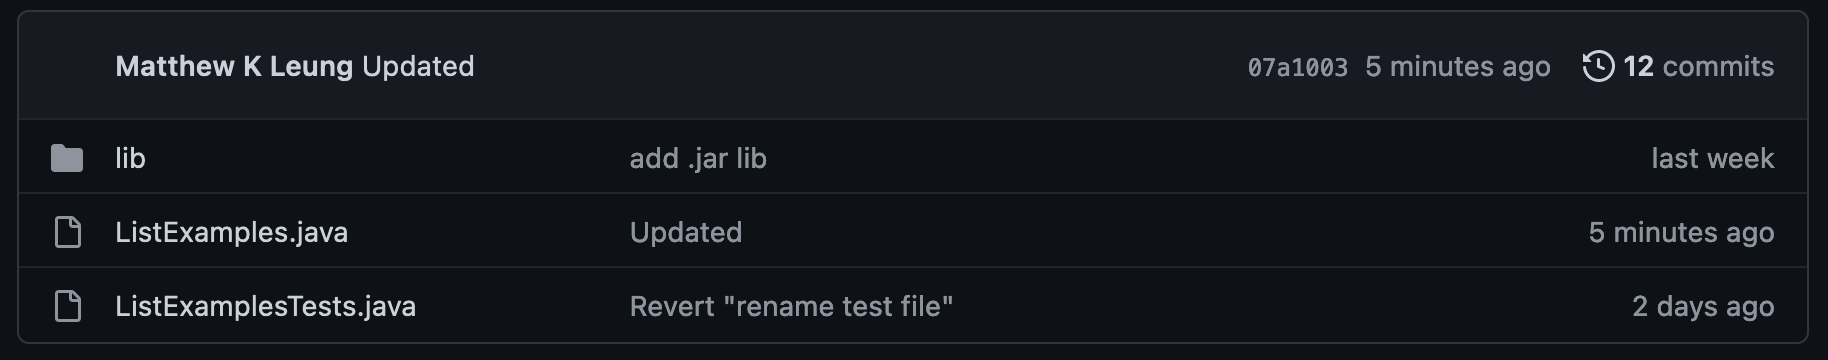 Matthew K Leung Updated 07a1003 5 minutes ago 12 commits
lib add .jar lib last week
ListExamples.java Updated 5 minutes ago
ListExamplesTests.java Revert "rename test file" 2 days ago